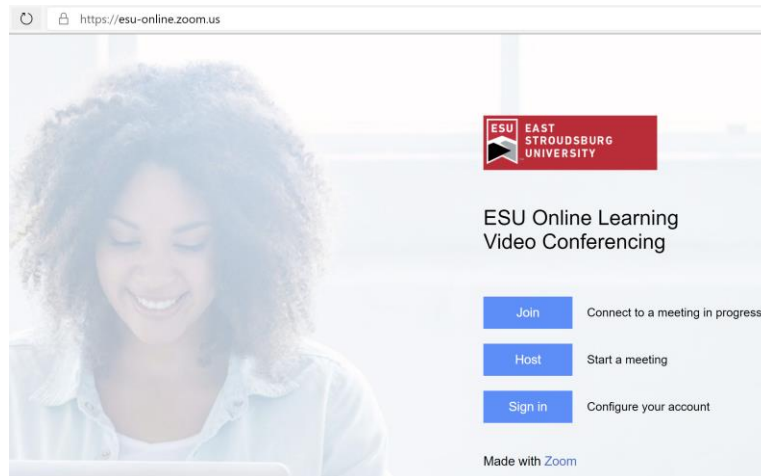 https://esu-online.zoom.us
ESU
EAST
STROUDSBURG
UNIVERSITY
ESU Online Learning
Video Conferencing
Join Connect to a meeting in progress
Host Start a meeting
Sign in Configure your account
Made with Zoom